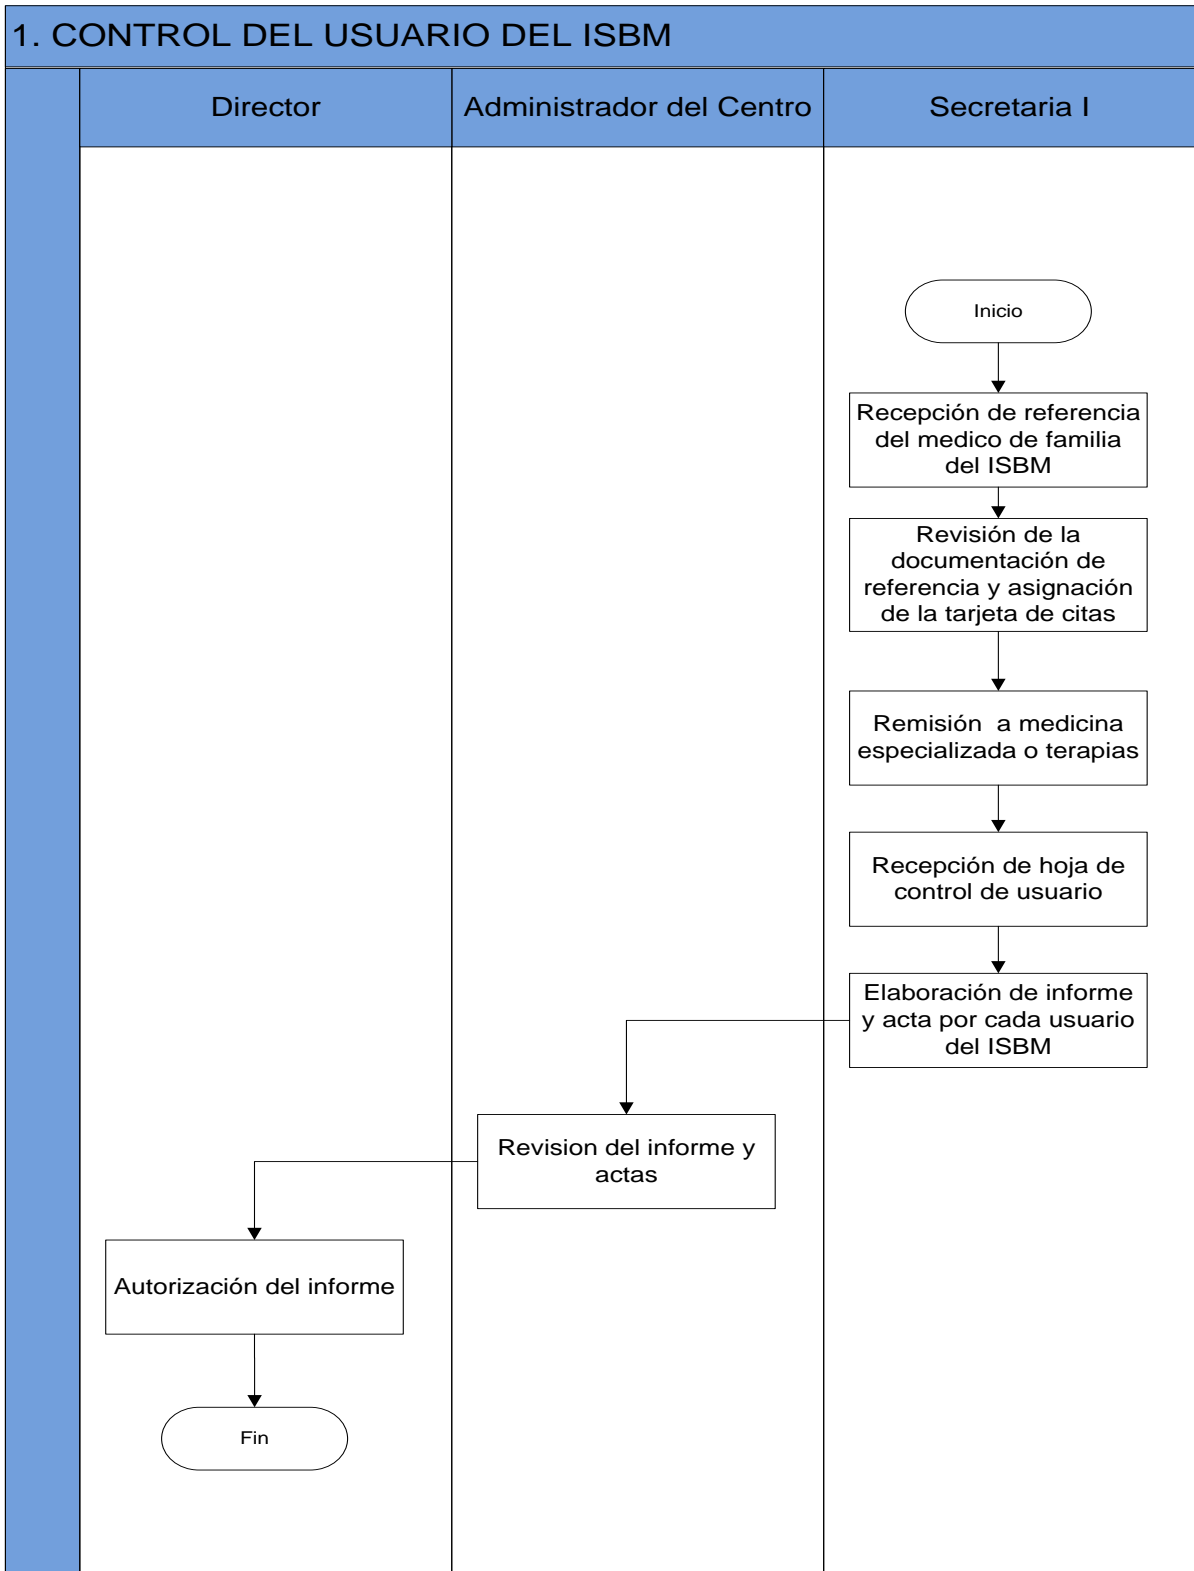 1. CONTROL DEL USUARIO DEL ISBM
Director
Administrador del Centro
Secretaria I
Inicio
Recepción de referencia
del medico de familia
del ISBM
Revisión de la
documentación de
referencia y asignación
de la tarjeta de citas
Remisión a medicina
especializada o terapias
Recepción de hoja de
control de usuario
Elaboración de informe
y acta por cada usuario
del ISBM
Revision del informe y
actas
Autorización del informe
Fin